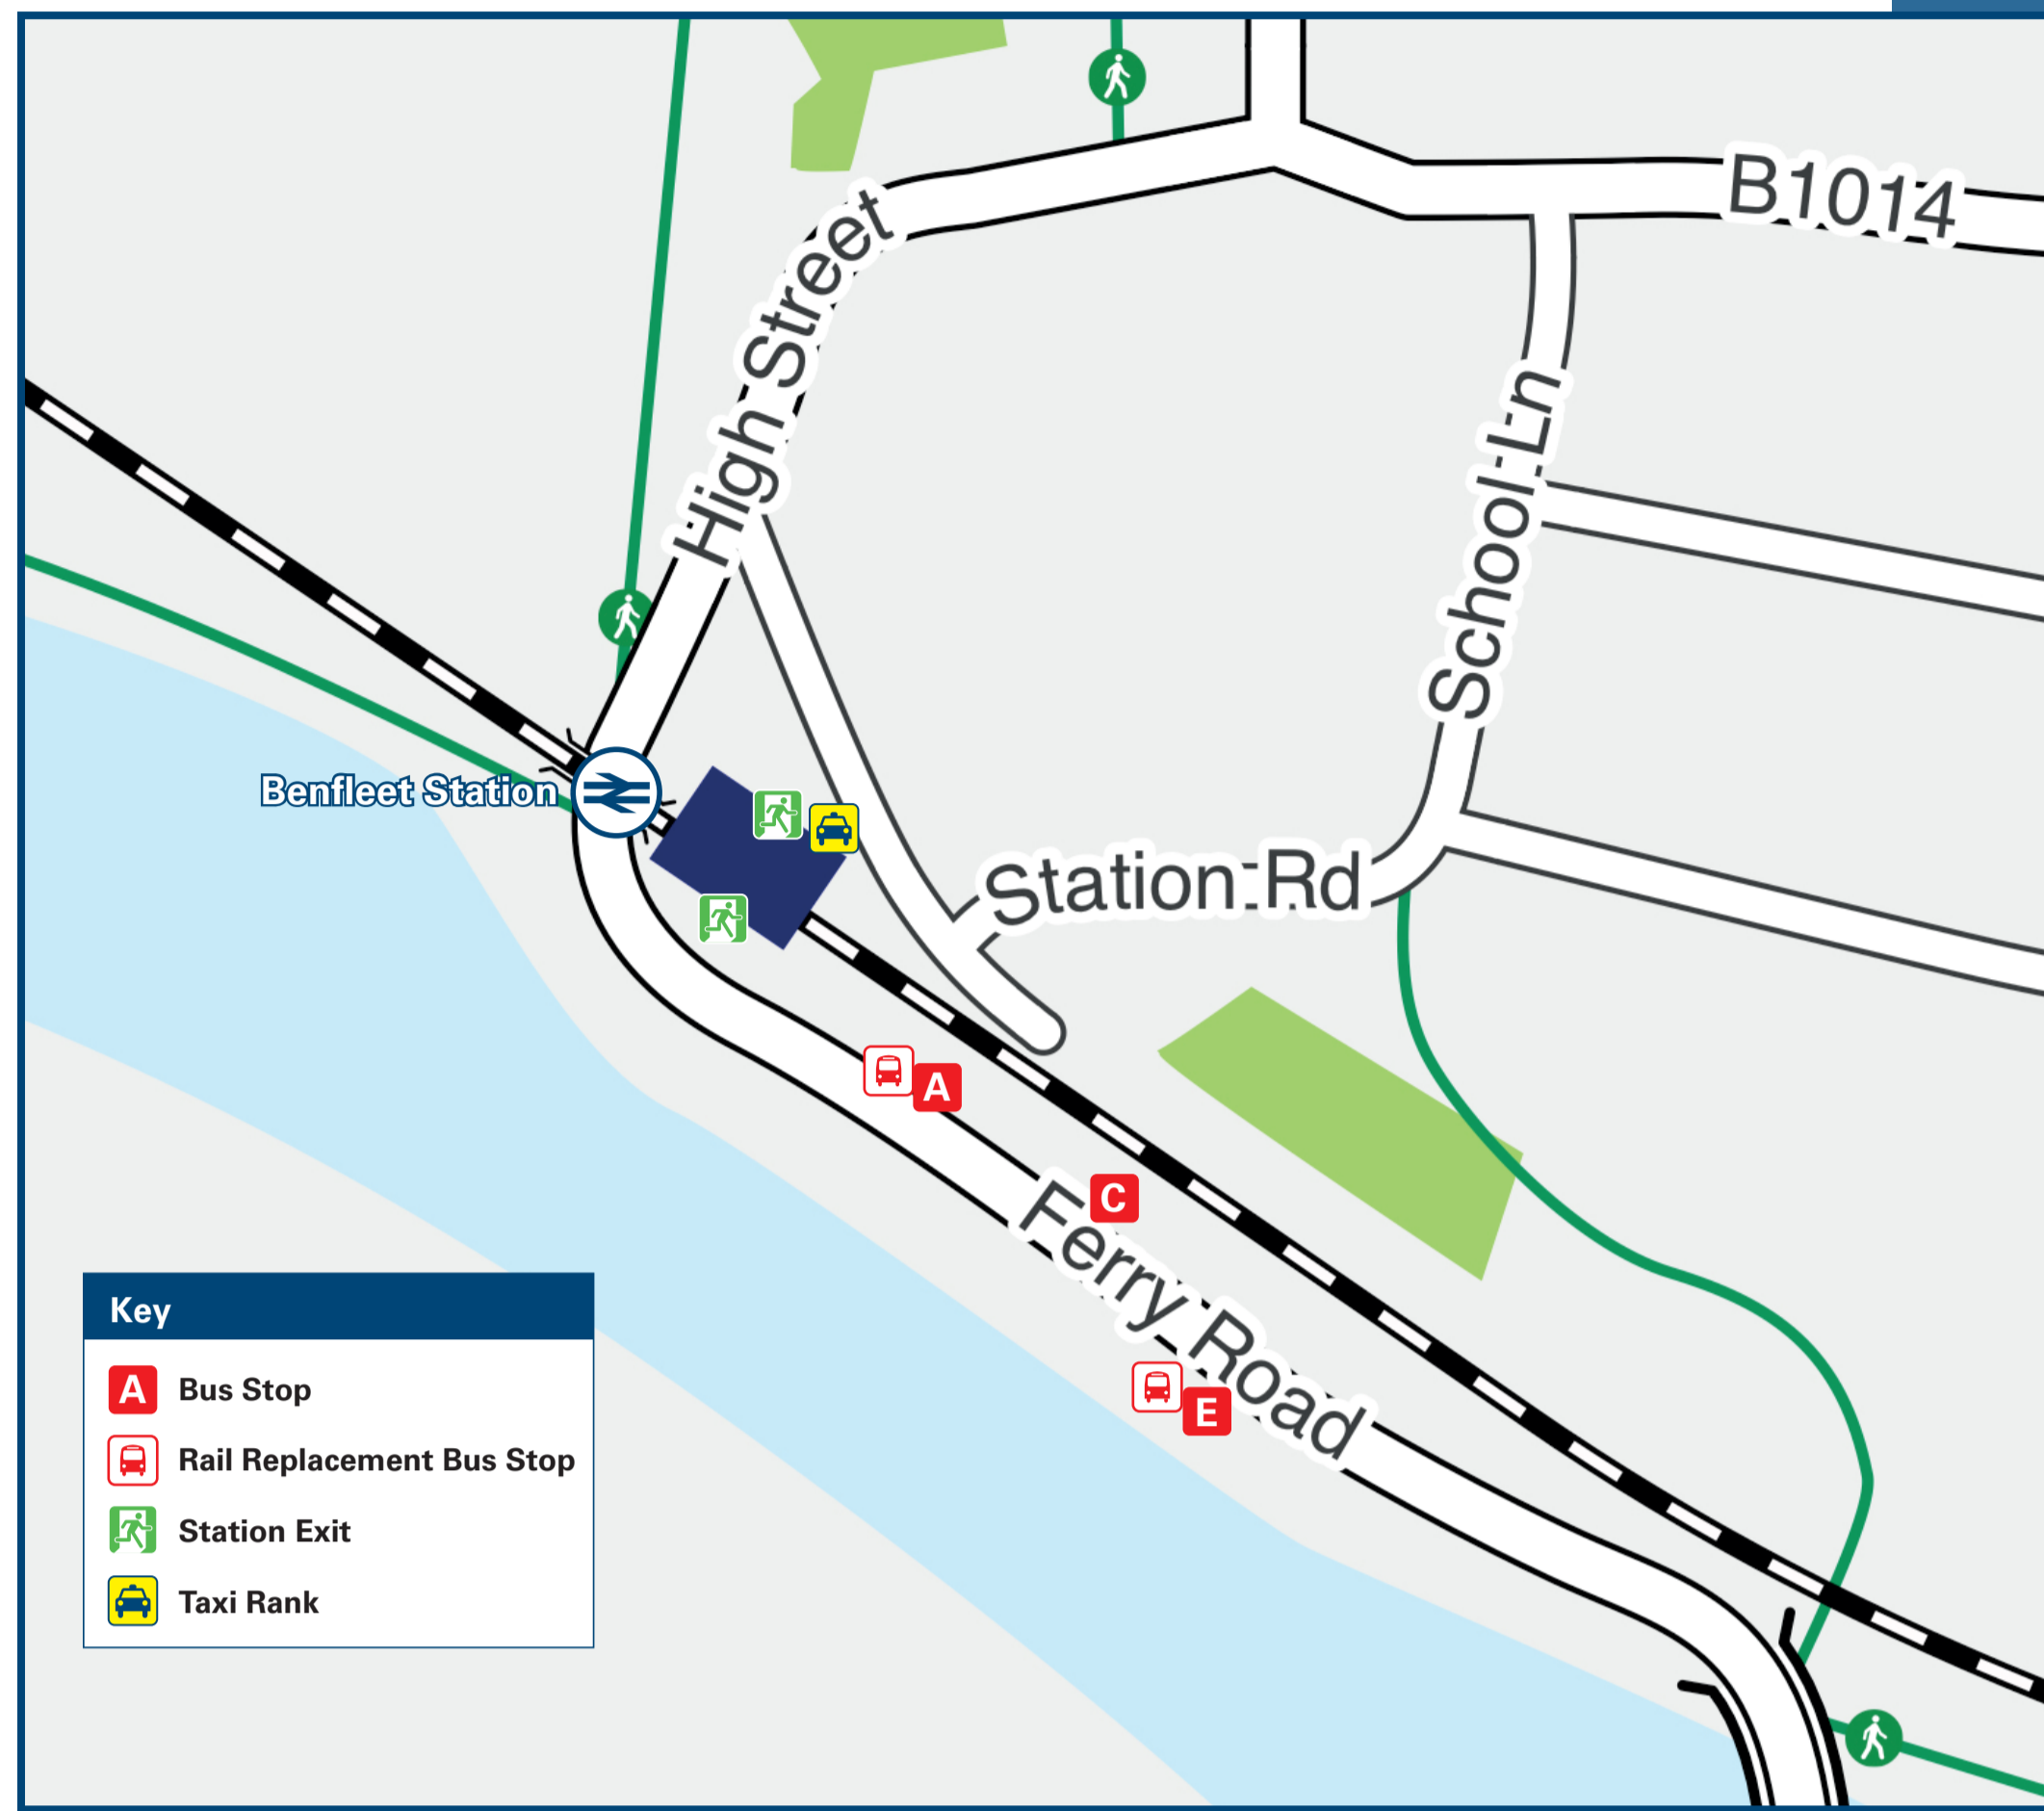 B1014
High Street
School Ln
Benfleet Station
Station Rd
A
C
Ferry Road
E
Key
A Bus Stop
Rail Replacement Bus Stop
Station Exit
Taxi Rank